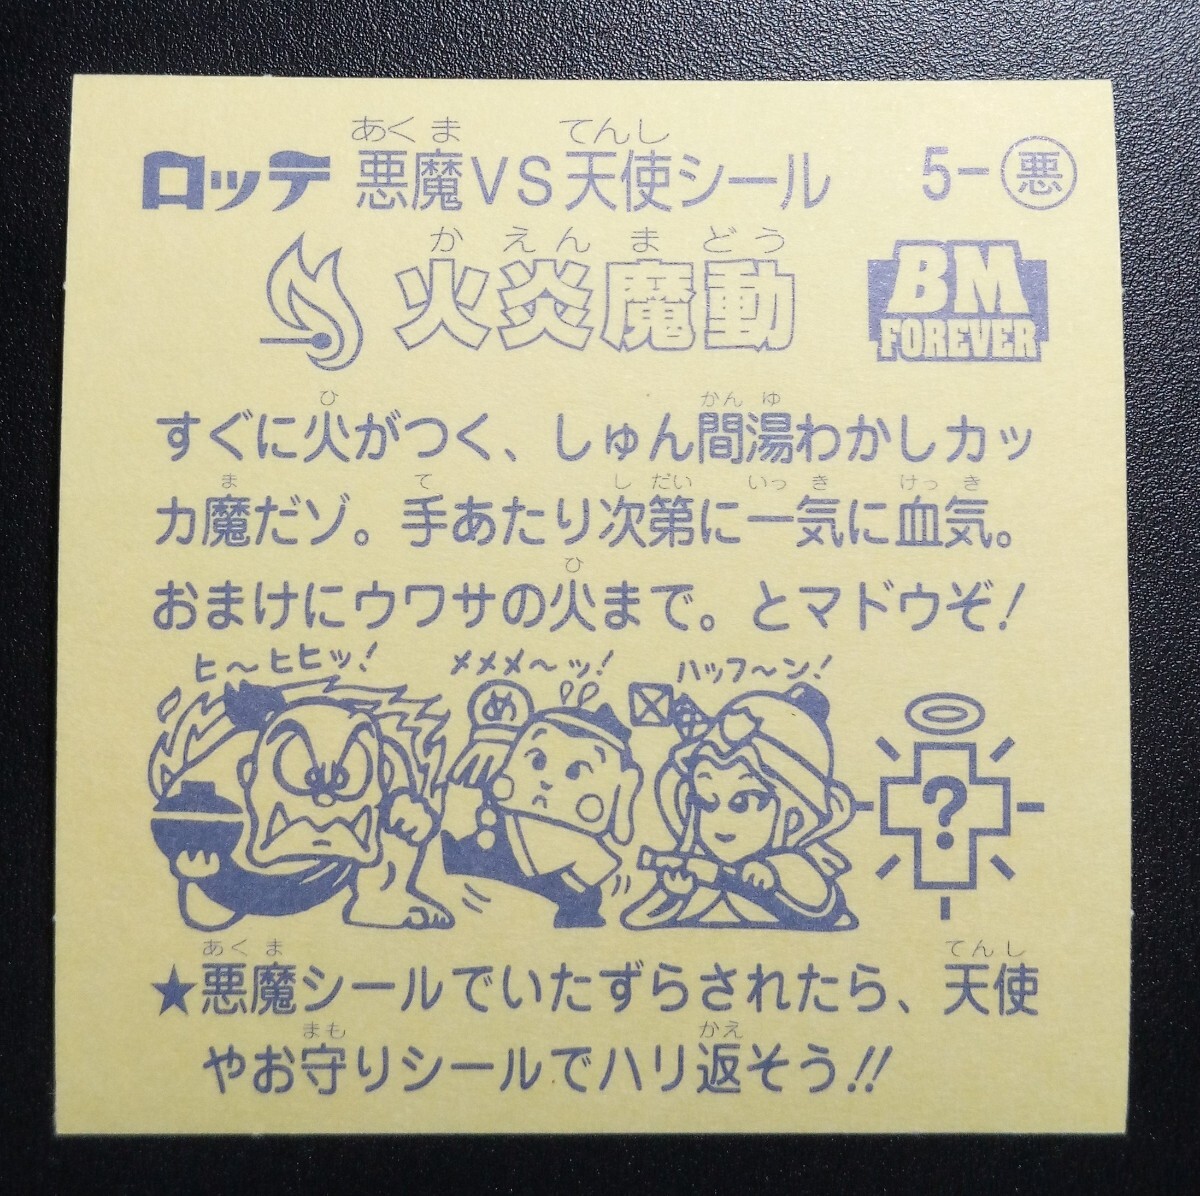 あくま てんし
ロッテ 悪魔VS天使シール 5-悪
かえんまどう
火炎魔動 BM
FOREVER
ひ かん ゆ
すぐに火がつく、しゅん間湯わかしカッ
ま て しだい いっき けっき
カ魔だゾ。手あたり次第に一気に血気。
ひ
おまけにウワサの火まで。とマドウぞ!
ヒ〜ヒヒッ! メメメ〜ッ! ハッフ〜ン!
め
?
あくま てんし
★悪魔シールでいたずらされたら、天使
まも かえ
やお守りシールでハリ返そう!!